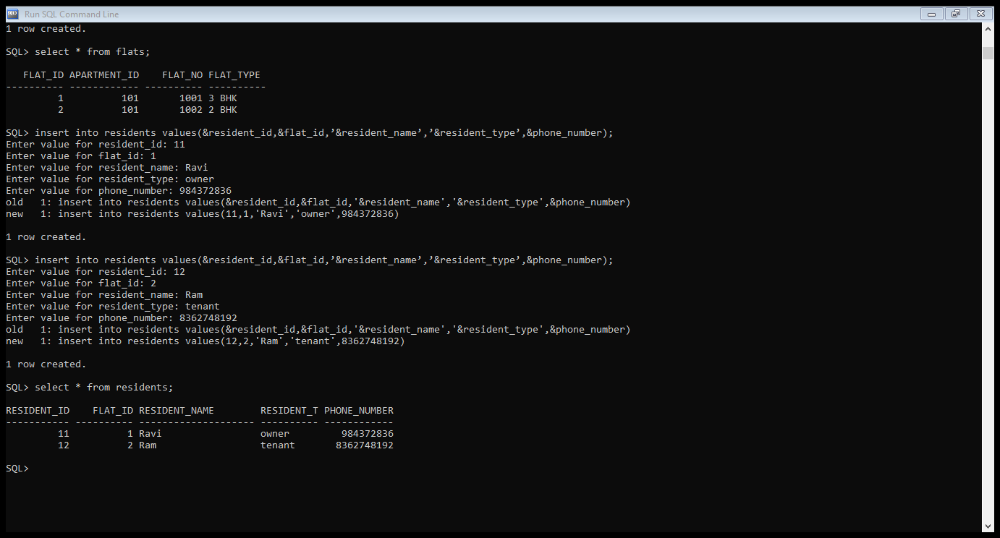 Run SQL Command Line
1 row created.
SQL> select * from flats;
   FLAT_ID APARTMENT_ID    FLAT_NO FLAT_TYPE
---------- ------------ ---------- ----------
         1          101       1001 3 BHK
         2          101       1002 2 BHK
SQL> insert into residents values(&resident_id,&flat_id,’&resident_name’,’&resident_type’,&phone_number);
Enter value for resident_id: 11
Enter value for flat_id: 1
Enter value for resident_name: Ravi
Enter value for resident_type: owner
Enter value for phone_number: 984372836
old   1: insert into residents values(&resident_id,&flat_id,'&resident_name','&resident_type',&phone_number)
new   1: insert into residents values(11,1,'Ravi','owner',984372836)
1 row created.
SQL> insert into residents values(&resident_id,&flat_id,’&resident_name’,’&resident_type’,&phone_number);
Enter value for resident_id: 12
Enter value for flat_id: 2
Enter value for resident_name: Ram
Enter value for resident_type: tenant
Enter value for phone_number: 8362748192
old   1: insert into residents values(&resident_id,&flat_id,'&resident_name','&resident_type',&phone_number)
new   1: insert into residents values(12,2,'Ram','tenant',8362748192)
1 row created.
SQL> select * from residents;
RESIDENT_ID    FLAT_ID RESIDENT_NAME        RESIDENT_T PHONE_NUMBER
----------- ---------- -------------------- ---------- ------------
         11          1 Ravi                 owner         984372836
         12          2 Ram                  tenant       8362748192
SQL>